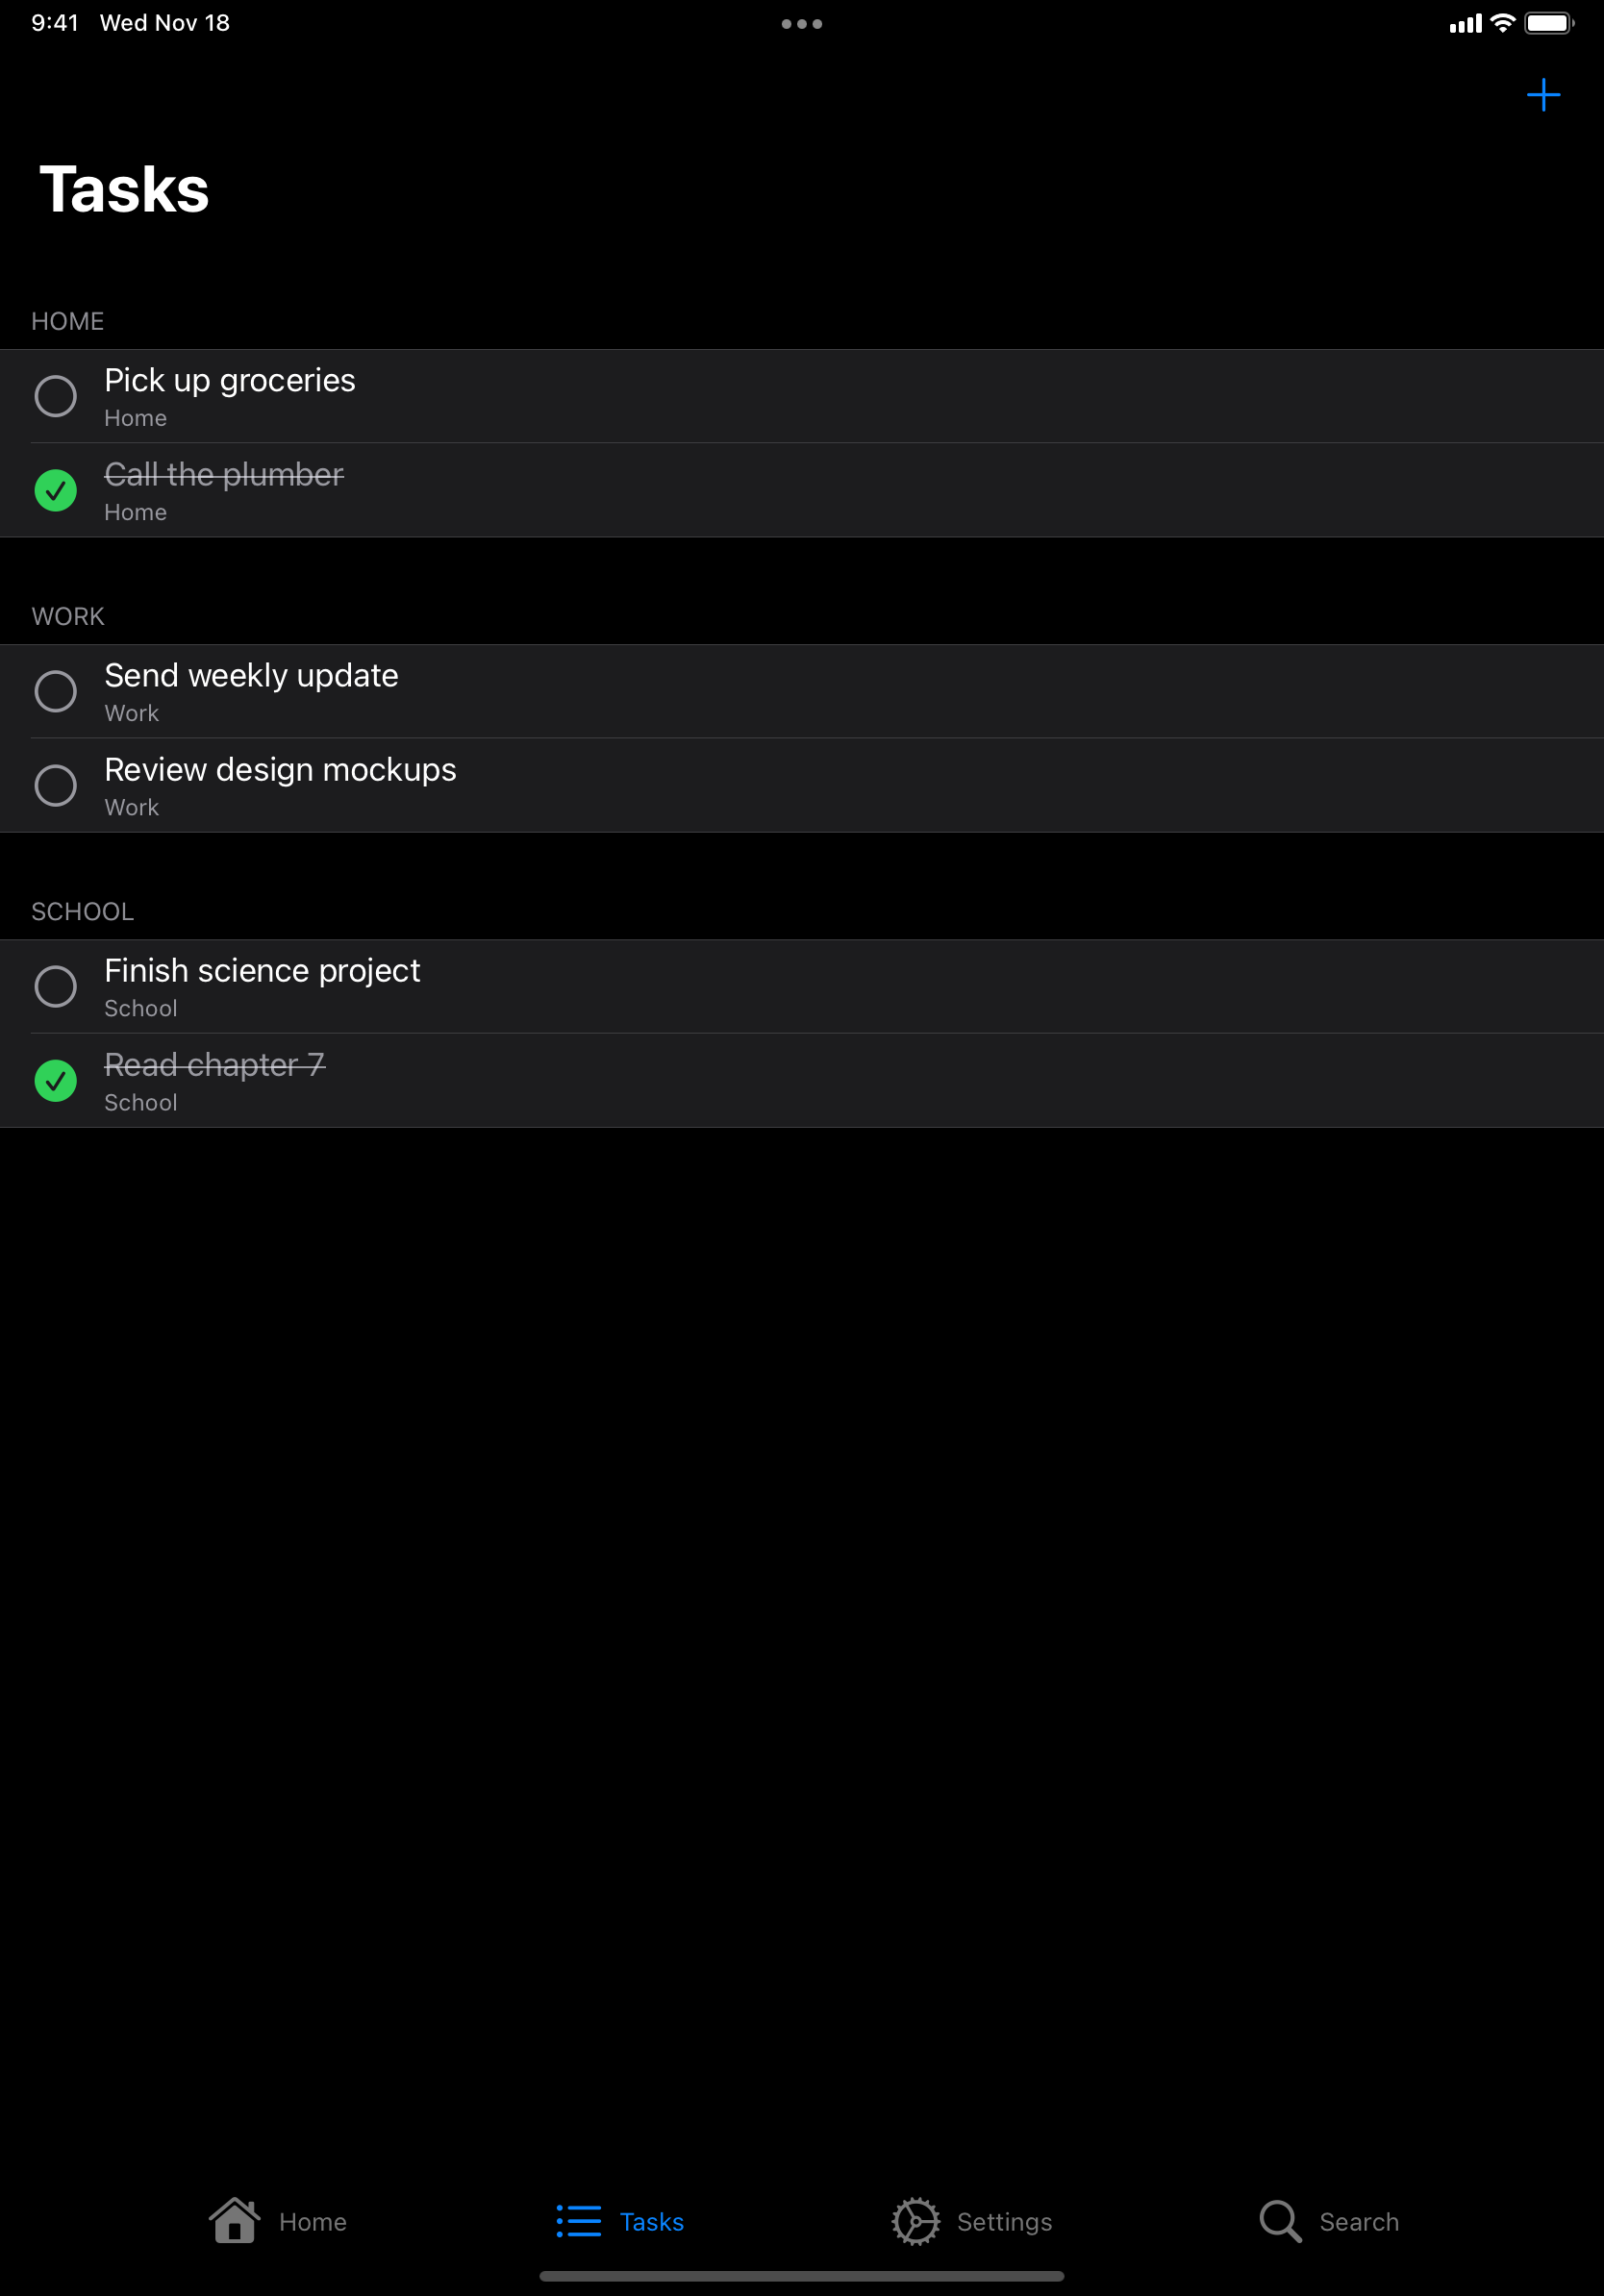 9:41 Wed Nov 18
Tasks
HOME
Pick up groceries
Home
Call the plumber
Home
WORK
Send weekly update
Work
Review design mockups
Work
SCHOOL
Finish science project
School
Read chapter 7
School
Home Tasks Settings Search